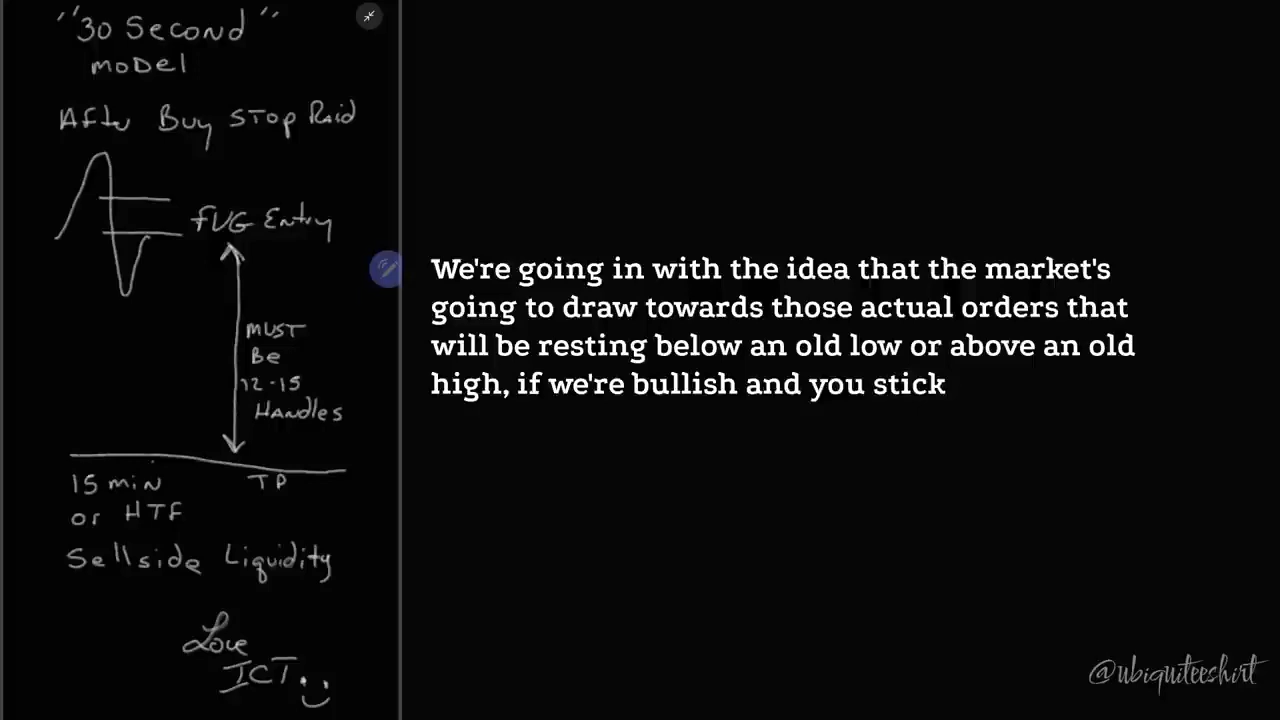 "30 Second"
MODEL
After Buy STop Raid
FVG Entry
MUST
Be
12-15
HANdles
15 min
TP
or HTF
Sellside Liquidity
Love
ICT
We're going in with the idea that the market's
going to draw towards those actual orders that
will be resting below an old low or above an old
high, if we're bullish and you stick
@ubiquiteeshirt